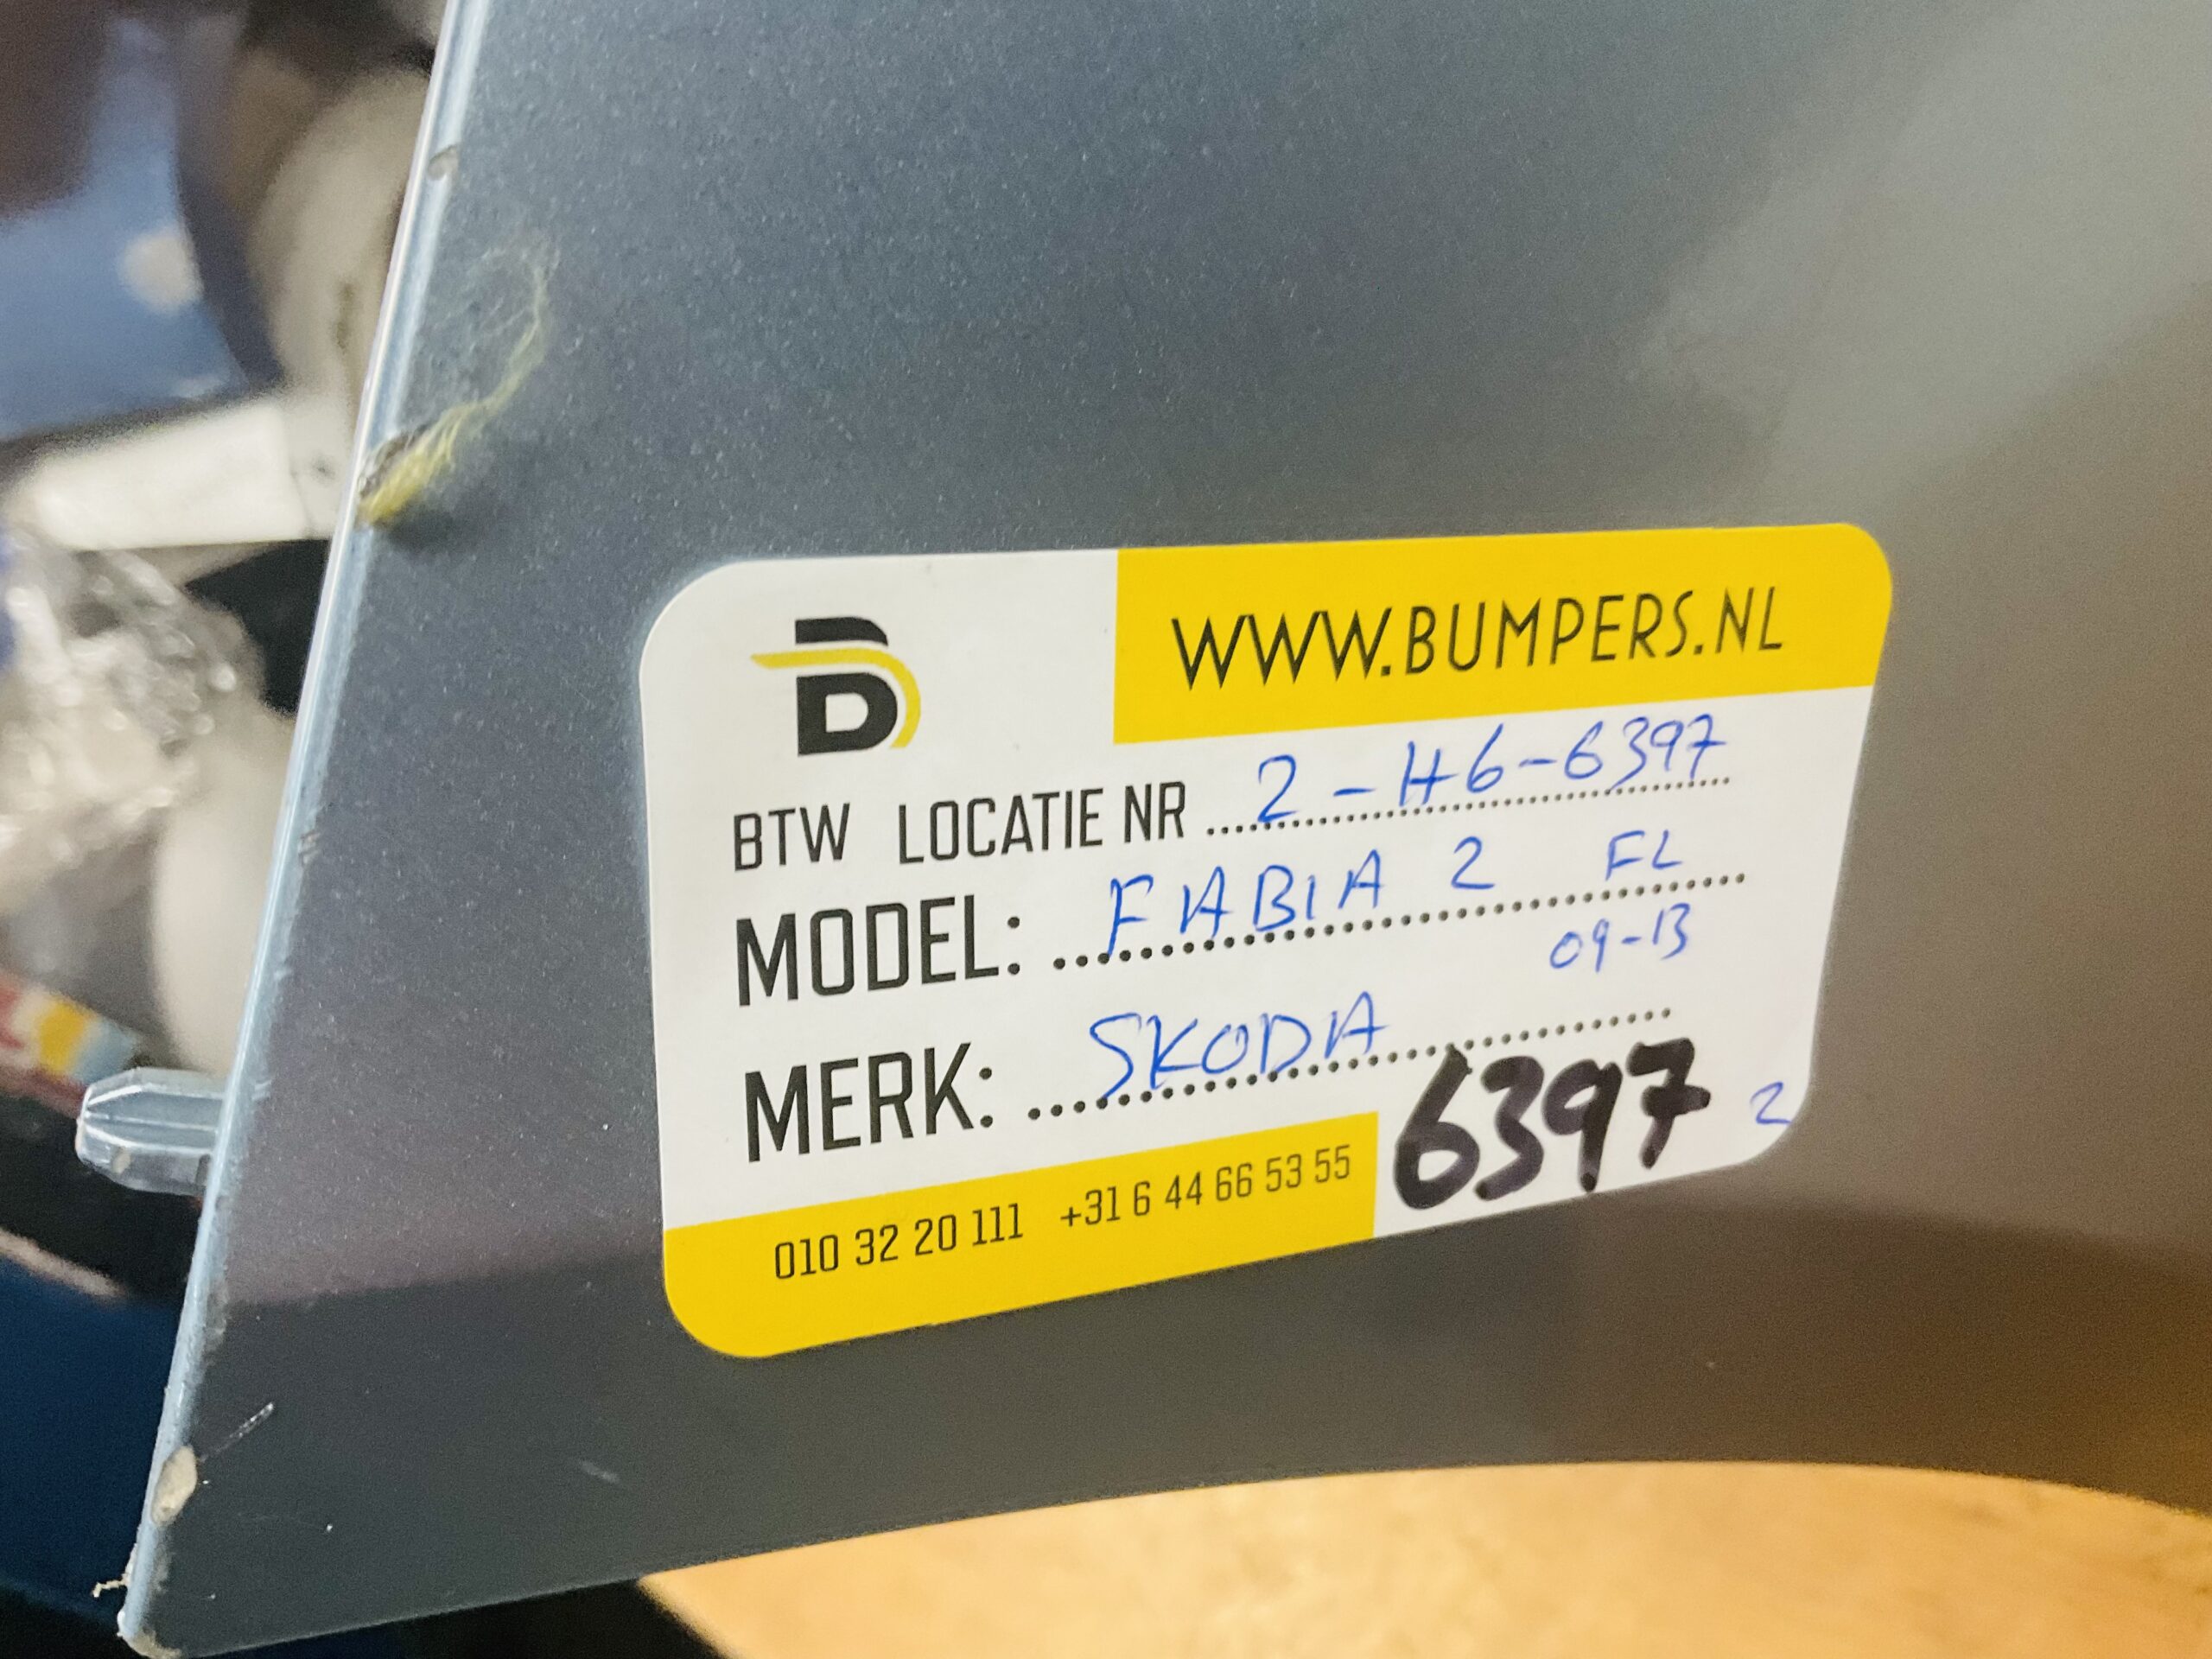 B
WWW.BUMPERS.NL
BTW LOCATIE NR 2-H6-6397
MODEL: FABIA 2 FL
09-13
MERK: SKODA
6397 2
010 32 20 111 +31 6 44 66 53 55